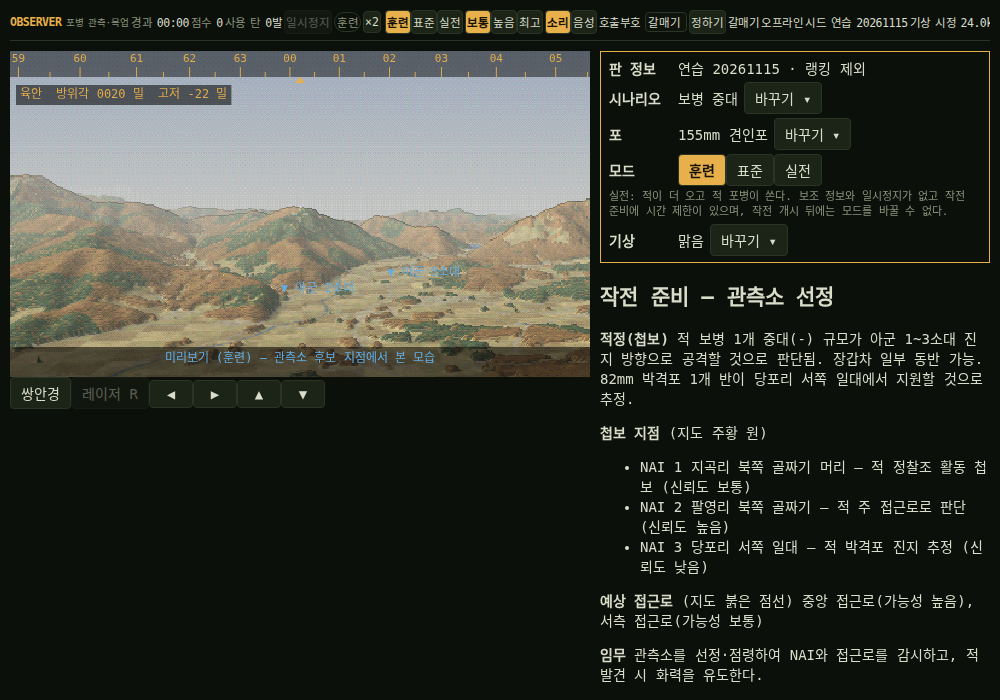 OBSERVER 포병 관측·목업 경과 00:00 점수 0 사용 탄 0발 일시정지 훈련 ×2 훈련 표준 실전 보통 높음 최고 소리 음성 호출부호 갈매기 정하기 갈매기 오프라인 시드 연습 20261115 기상 시정 24.0k
59 60 61 62 63 00 01 02 03 04 05
육안 방위각 0020 밀 고저 -22 밀
미리보기 (훈련) — 관측소 후보 지점에서 본 모습
쌍안경 레이저 R ◀ ▶ ▲ ▼
판 정보 연습 20261115 · 랭킹 제외
시나리오 보병 중대 바꾸기 ▾
포 155mm 견인포 바꾸기 ▾
모드 훈련 표준 실전
실전: 적이 더 오고 적 포병이 쏜다. 보조 정보와 일시정지가 없고 작전
준비에 시간 제한이 있으며, 작전 개시 뒤에는 모드를 바꿀 수 없다.
기상 맑음 바꾸기 ▾
작전 준비 — 관측소 선정
적정(첩보) 적 보병 1개 중대(-) 규모가 아군 1~3소대 진
지 방향으로 공격할 것으로 판단됨. 장갑차 일부 동반 가능.
82mm 박격포 1개 반이 당포리 서쪽 일대에서 지원할 것으로
추정.
첩보 지점 (지도 주황 원)
• NAI 1 지곡리 북쪽 골짜기 머리 — 적 정찰조 활동 첩
보 (신뢰도 보통)
• NAI 2 팔영리 북쪽 골짜기 — 적 주 접근로로 판단
(신뢰도 높음)
• NAI 3 당포리 서쪽 일대 — 적 박격포 진지 추정 (신
뢰도 낮음)
예상 접근로 (지도 붉은 점선) 중앙 접근로(가능성 높음),
서측 접근로(가능성 보통)
임무 관측소를 선정·점령하여 NAI와 접근로를 감시하고, 적
발견 시 화력을 유도한다.